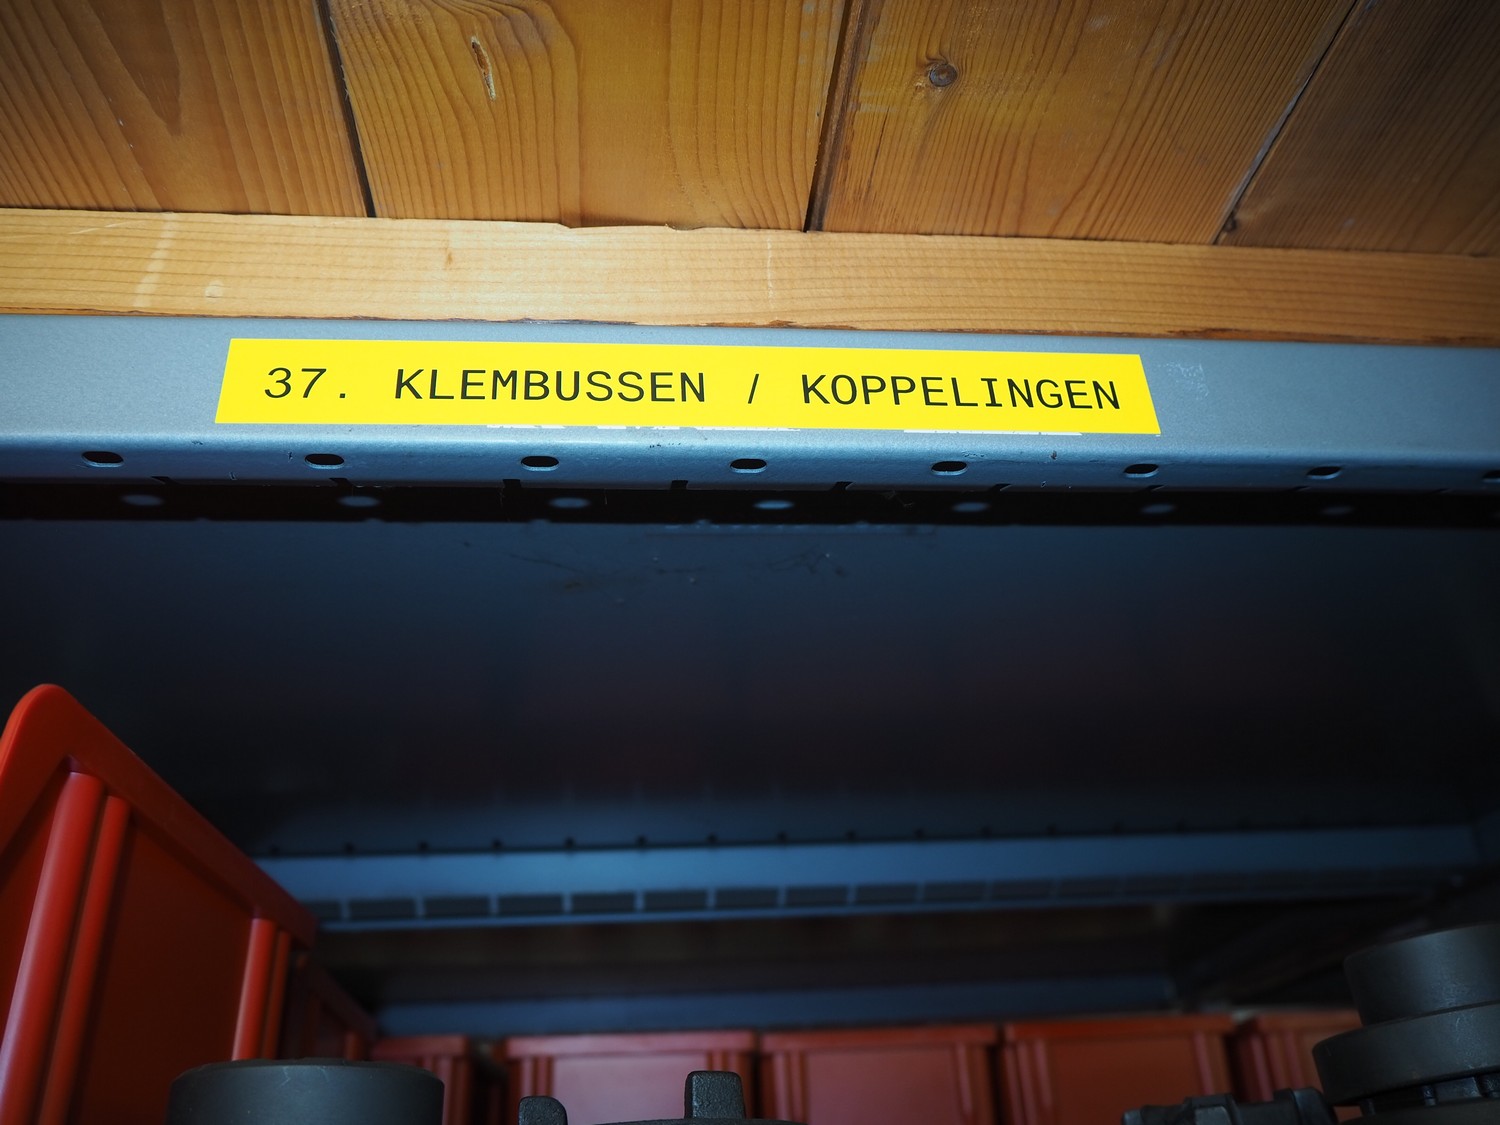 37. KLEMBUSSEN / KOPPELINGEN